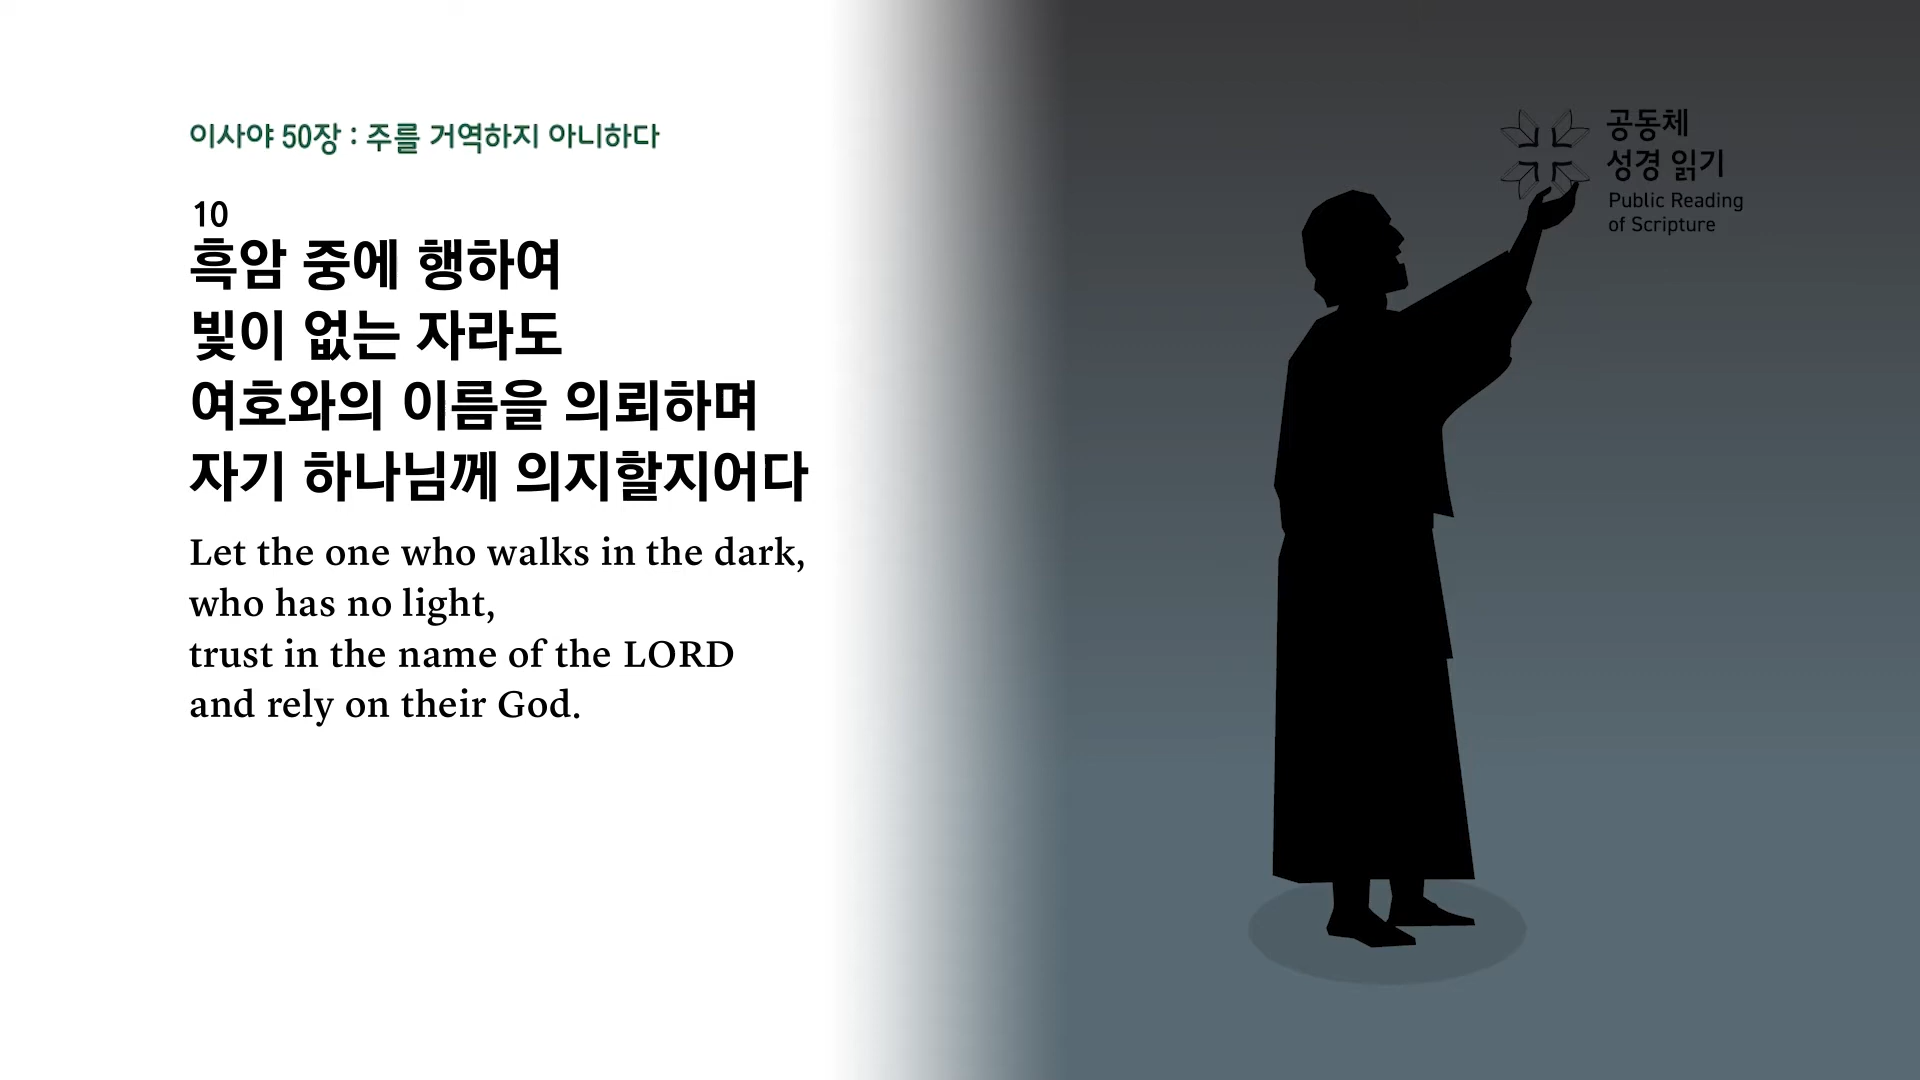 이사야 50장 : 주를 거역하지 아니하다
10
흑암 중에 행하여
빛이 없는 자라도
여호와의 이름을 의뢰하며
자기 하나님께 의지할지어다
Let the one who walks in the dark,
who has no light,
trust in the name of the LORD
and rely on their God.
공동체
성경 읽기
Public Reading
of Scripture